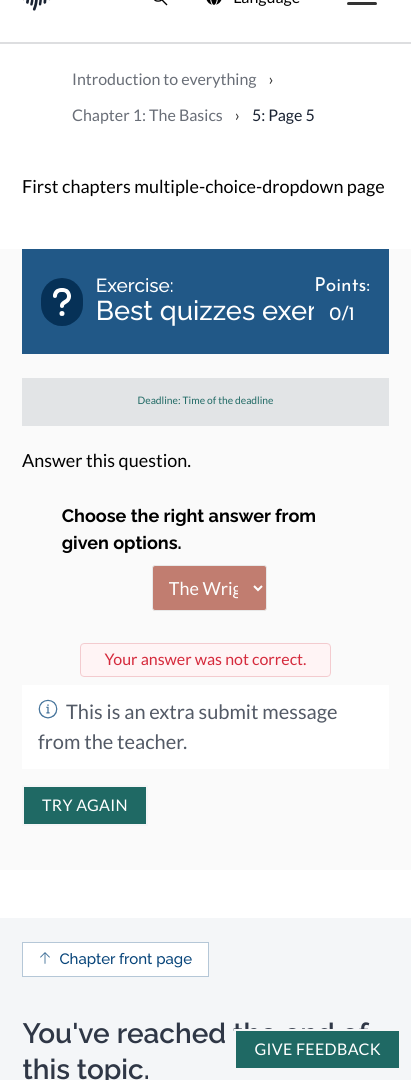 Language
Introduction to everything ›
Chapter 1: The Basics › 5: Page 5
First chapters multiple-choice-dropdown page
?
Exercise:
Points:
Best quizzes exer
0/1
Deadline: Time of the deadline
Answer this question.
Choose the right answer from
given options.
The Wrig
Your answer was not correct.
This is an extra submit message
from the teacher.
TRY AGAIN
↑ Chapter front page
You've reached the end of
this topic.
GIVE FEEDBACK